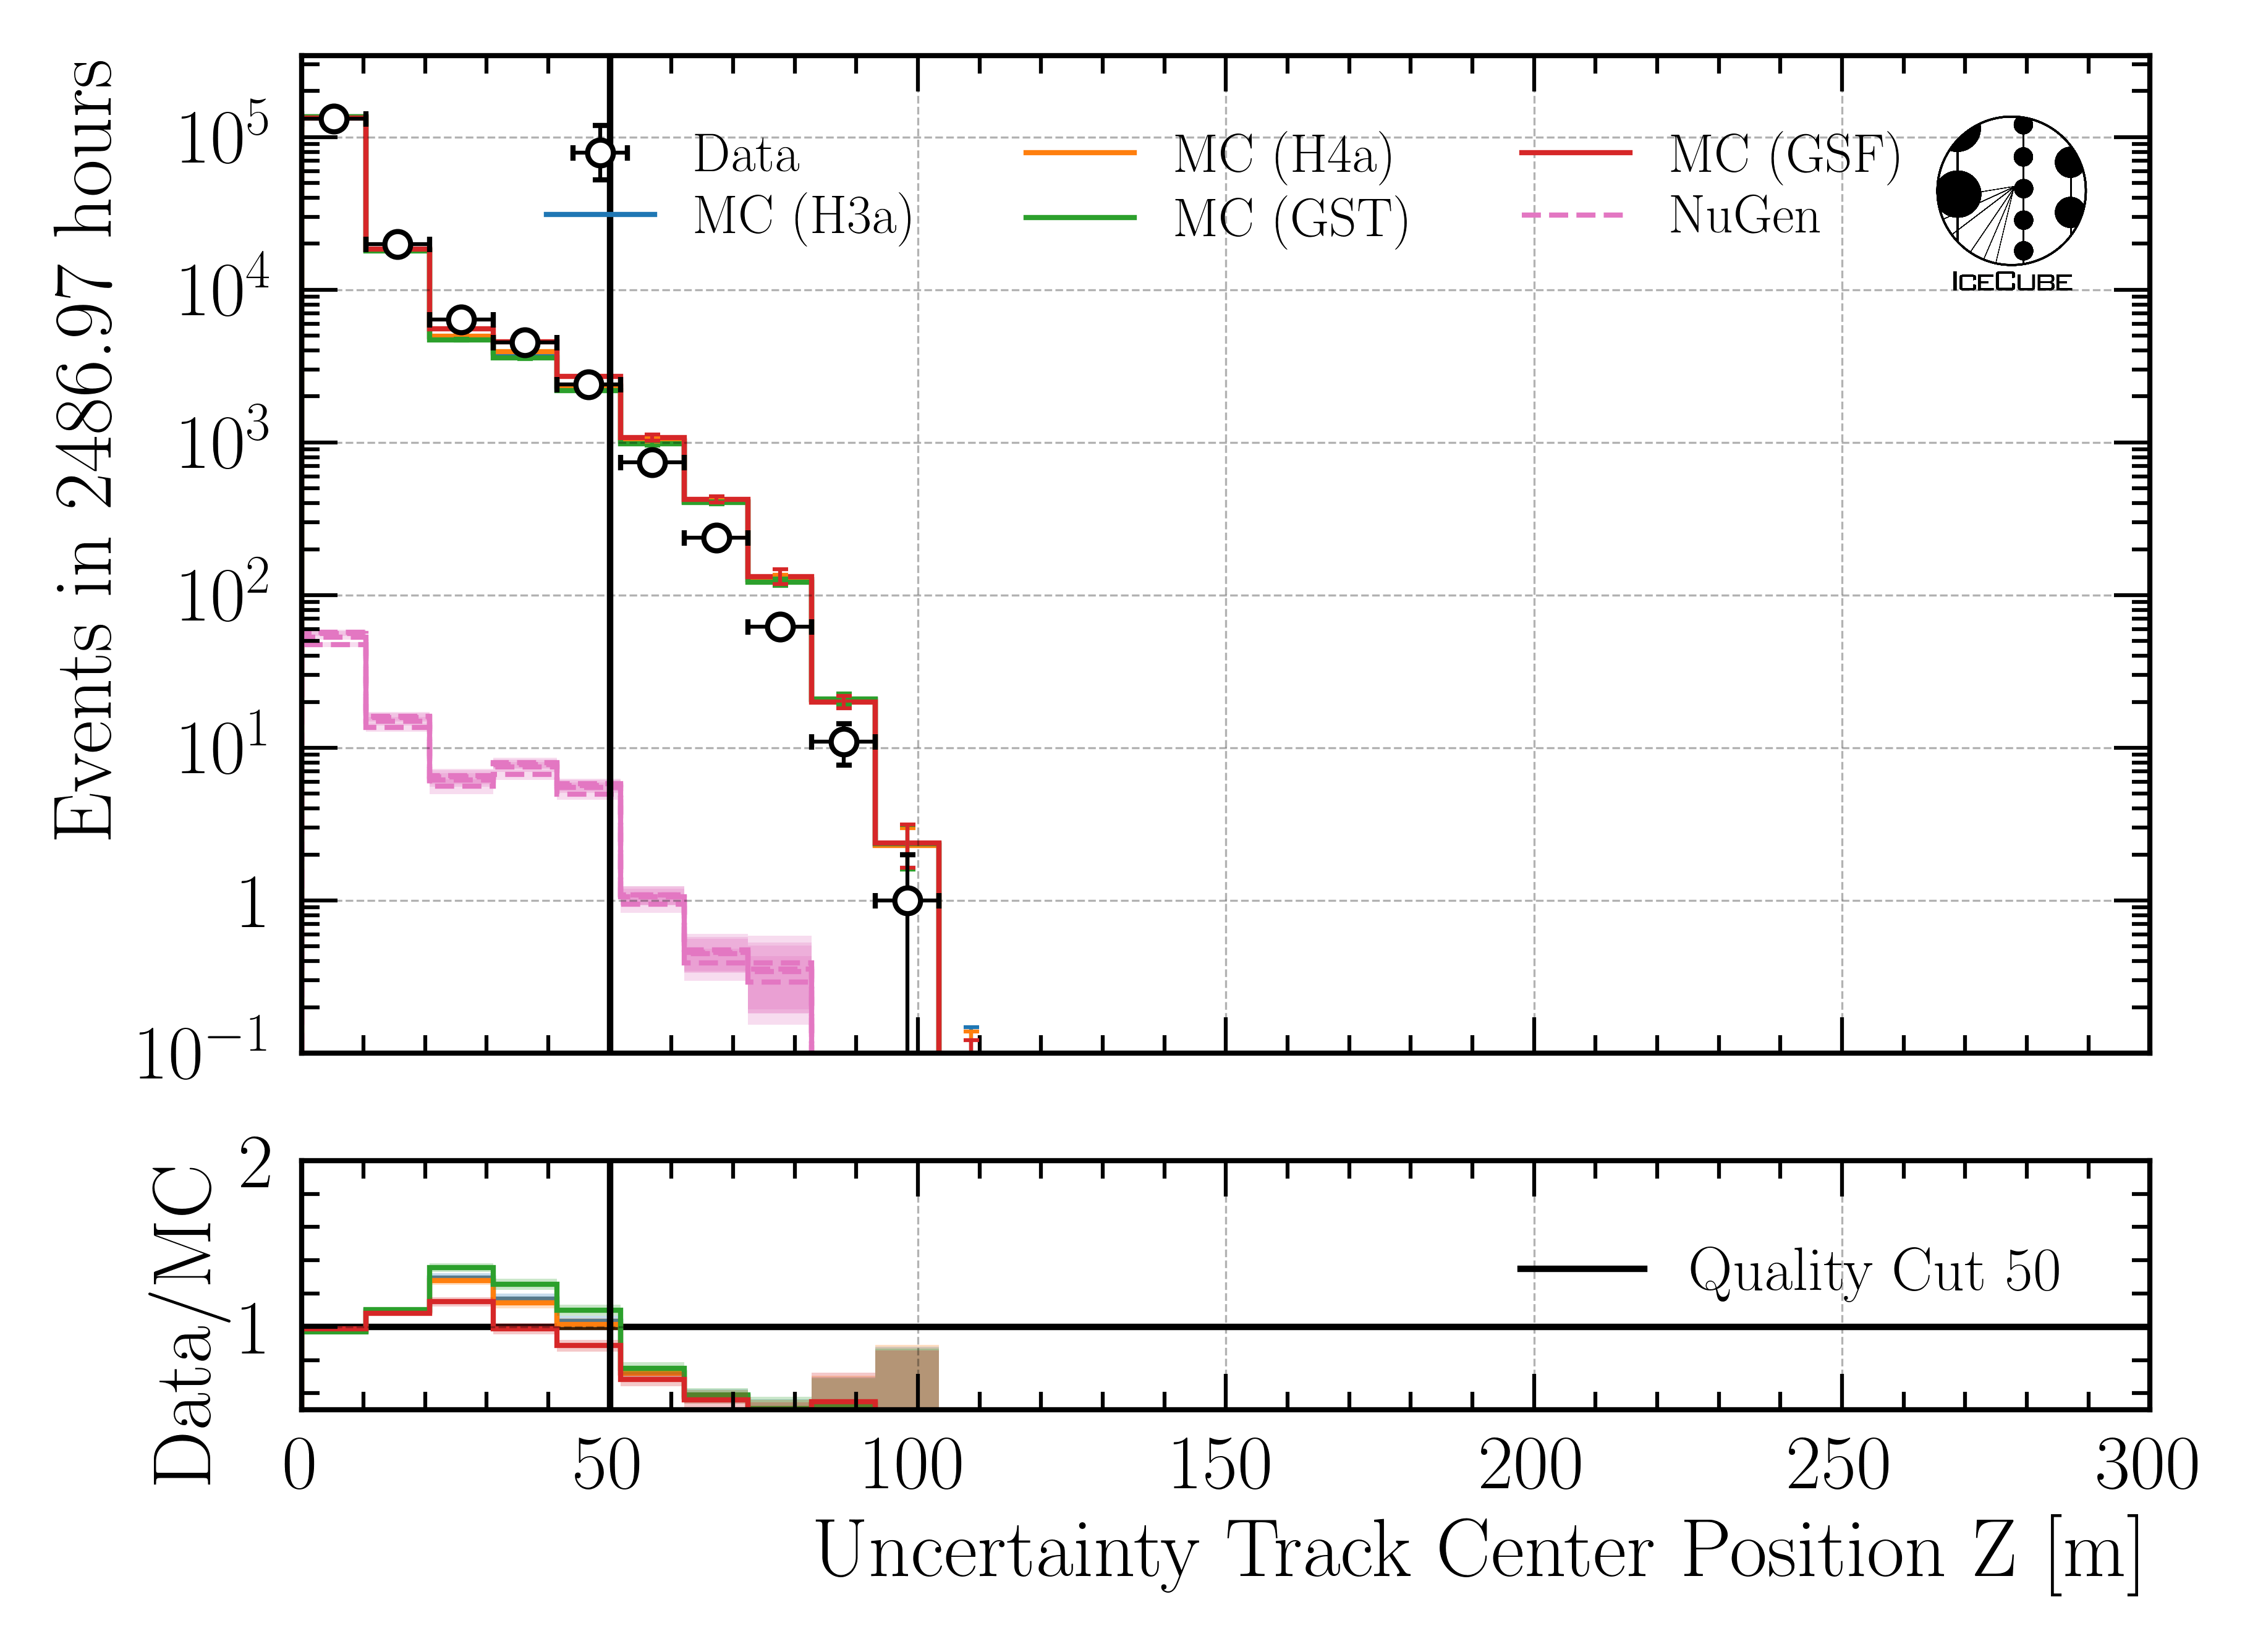 Events in 2486.97 hours
10^5
10^4
10^3
10^2
10^1
1
10^−1
Data
MC (H3a)
MC (H4a)
MC (GST)
MC (GSF)
NuGen
ICECUBE
Data/MC
2
1
Quality Cut 50
0 50 100 150 200 250 300
Uncertainty Track Center Position Z [m]